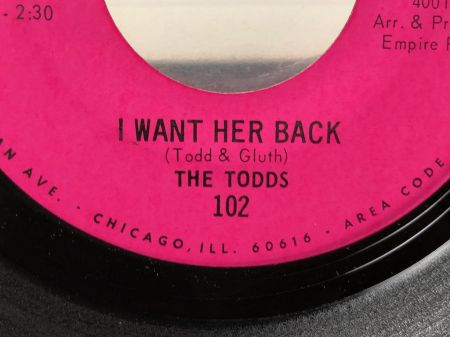 - 2:30
4001
Arr. & Pr
Empire
I WANT HER BACK
(Todd & Gluth)
THE TODDS
102
AN AVE. - CHICAGO, ILL. 60616 - AREA CODE